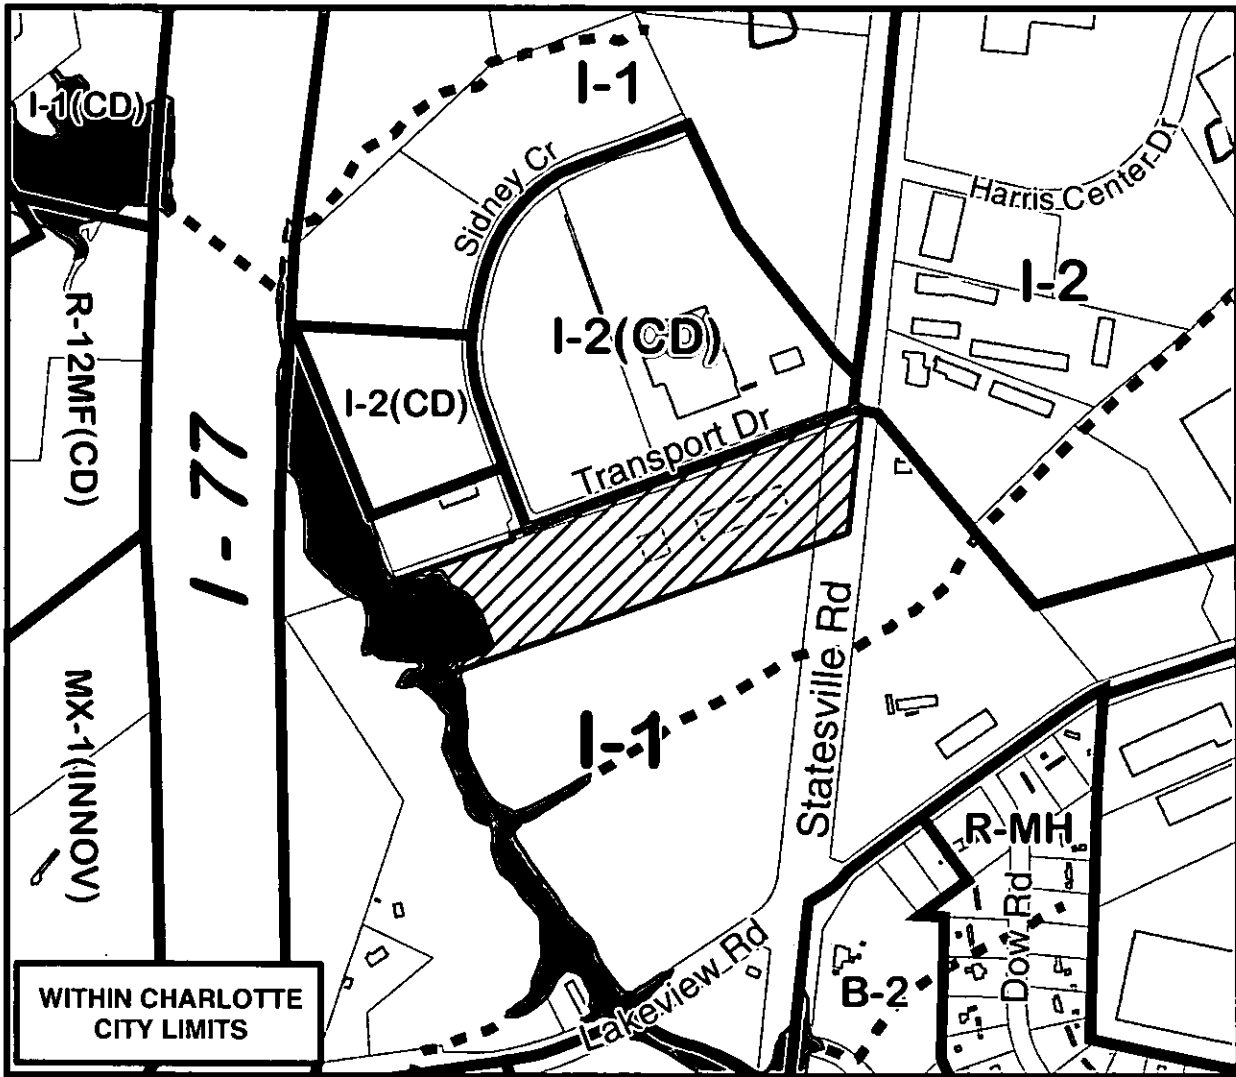 I-1
I-1(CD)
Sidney Cr
Harris Center Dr
I-2
R-12MF(CD)
I-2(CD)
I-2(CD)
I-77
Transport Dr
Statesville Rd
MX-1(INNOV)
I-1
R-MH
Dow Rd
Lakeview Rd
B-2
WITHIN CHARLOTTE
CITY LIMITS